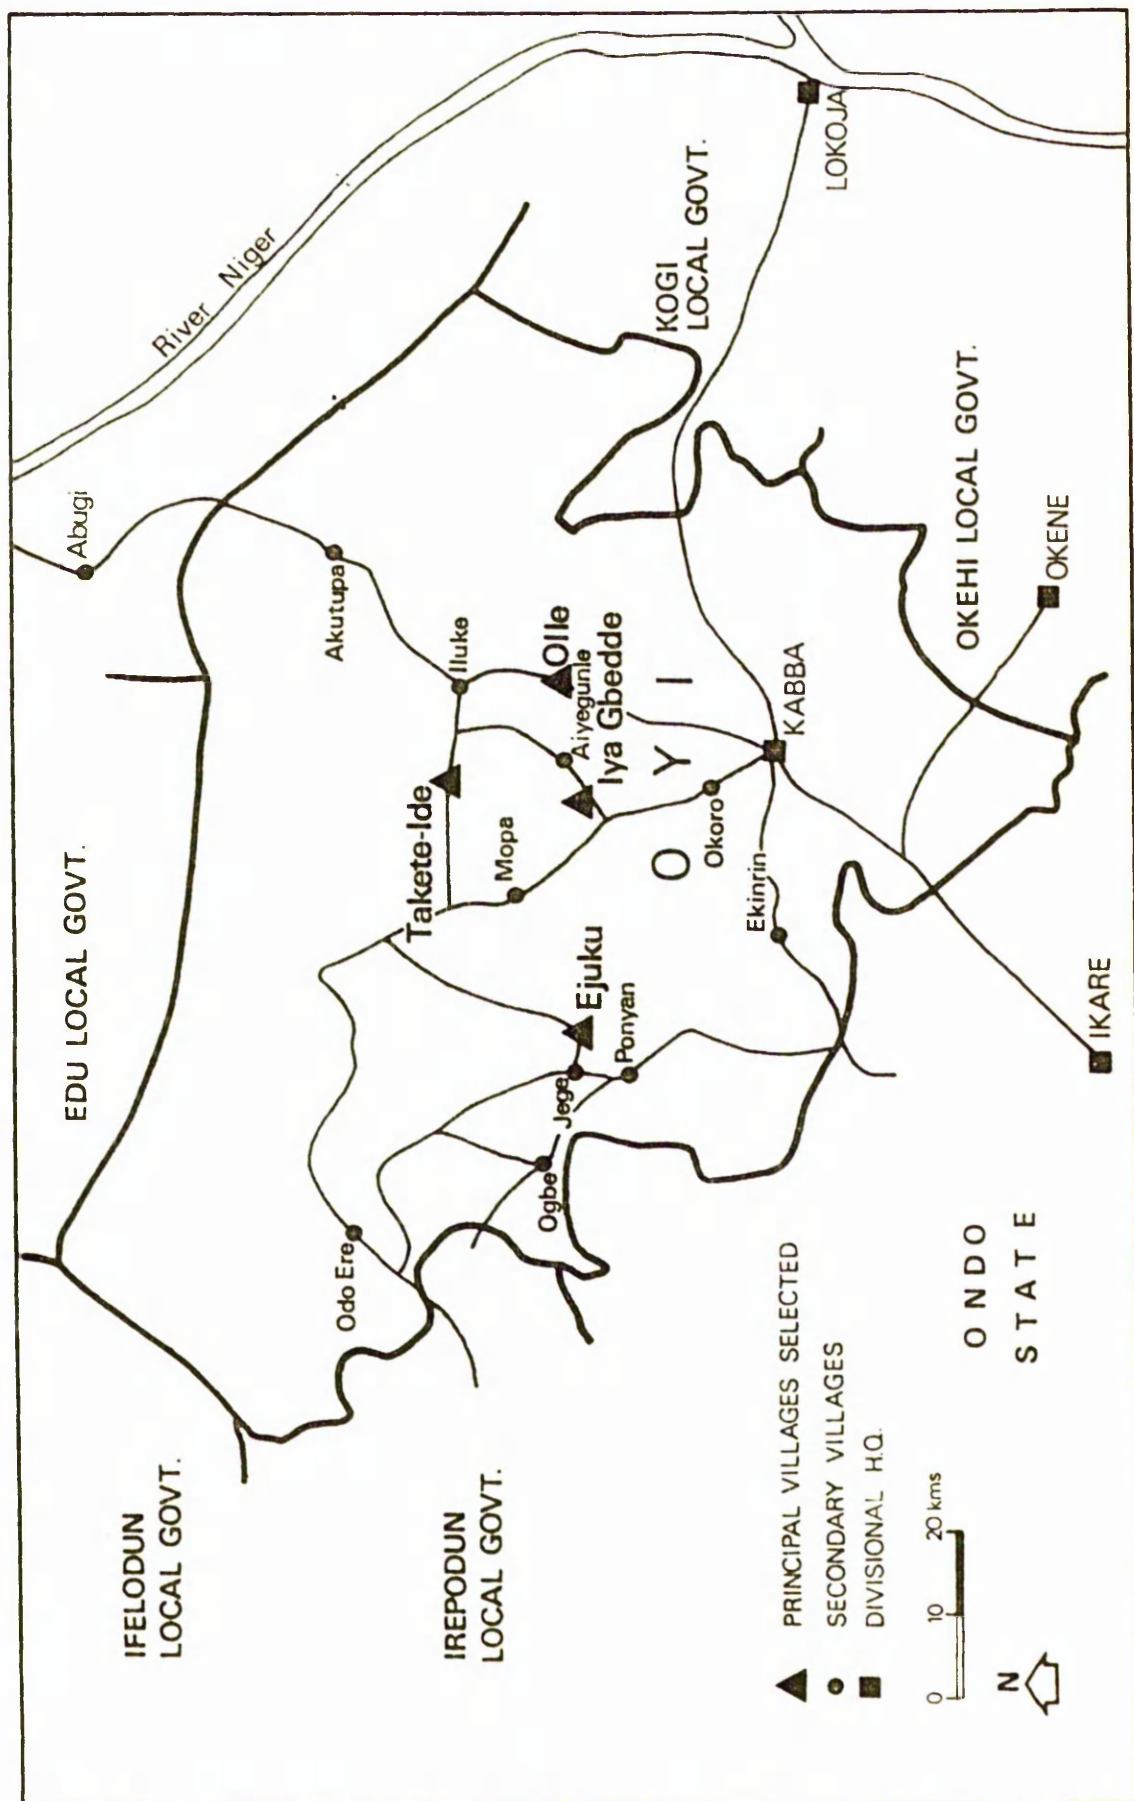 River Niger
Abugi
EDU LOCAL GOVT.
Akutupa
KOGI
LOCAL GOVT.
LOKOJA
IFELODUN
LOCAL GOVT.
Odo Ere
Takete-Ide
Iluke
Mopa
Olle
Aiyegunle
Iya Gbedde
IREPODUN
LOCAL GOVT.
Ogbe
Jege
Ejuku
Ponyan
O Y I
Okoro
Ekinrin
KABBA
OKEHI LOCAL GOVT.
OKENE
IKARE
ONDO
STATE
PRINCIPAL VILLAGES SELECTED
SECONDARY VILLAGES
DIVISIONAL H.Q.
0 10 20 kms
N